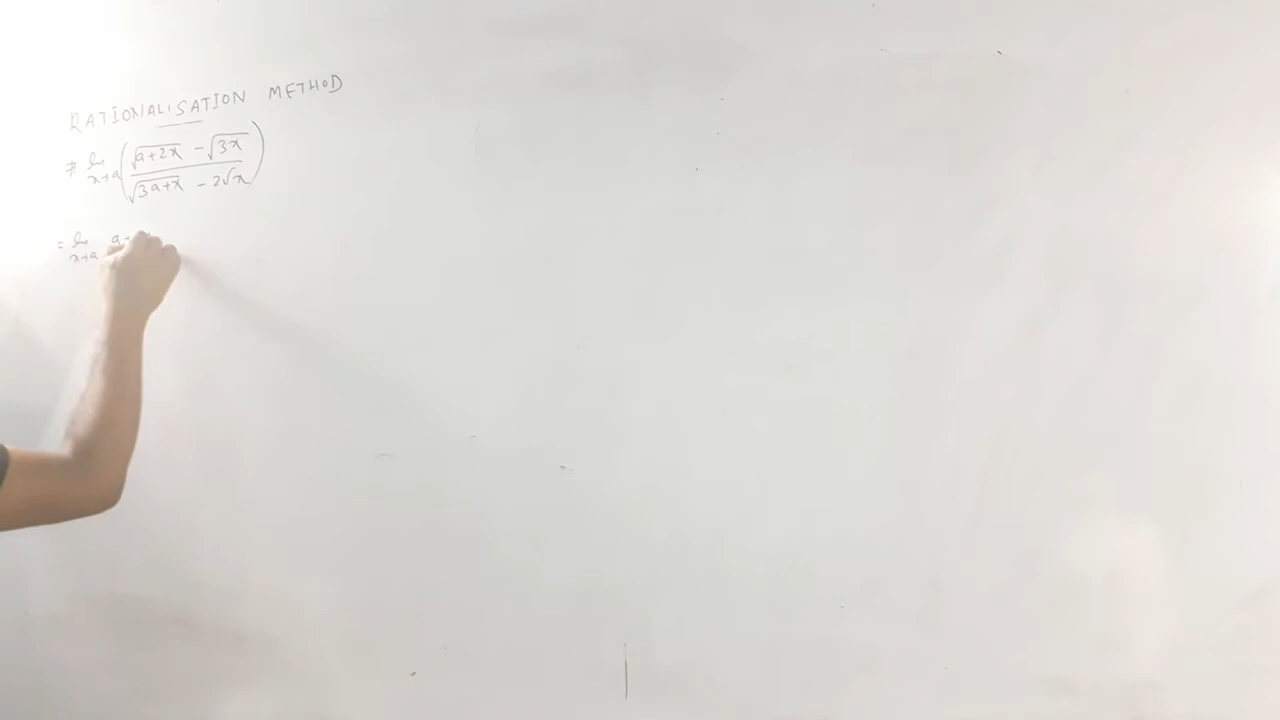 RATIONALISATION METHOD
# lim x→a ( (√(a+2x) - √(3x)) / (√(3a+x) - 2√x) )
= lim x→a a